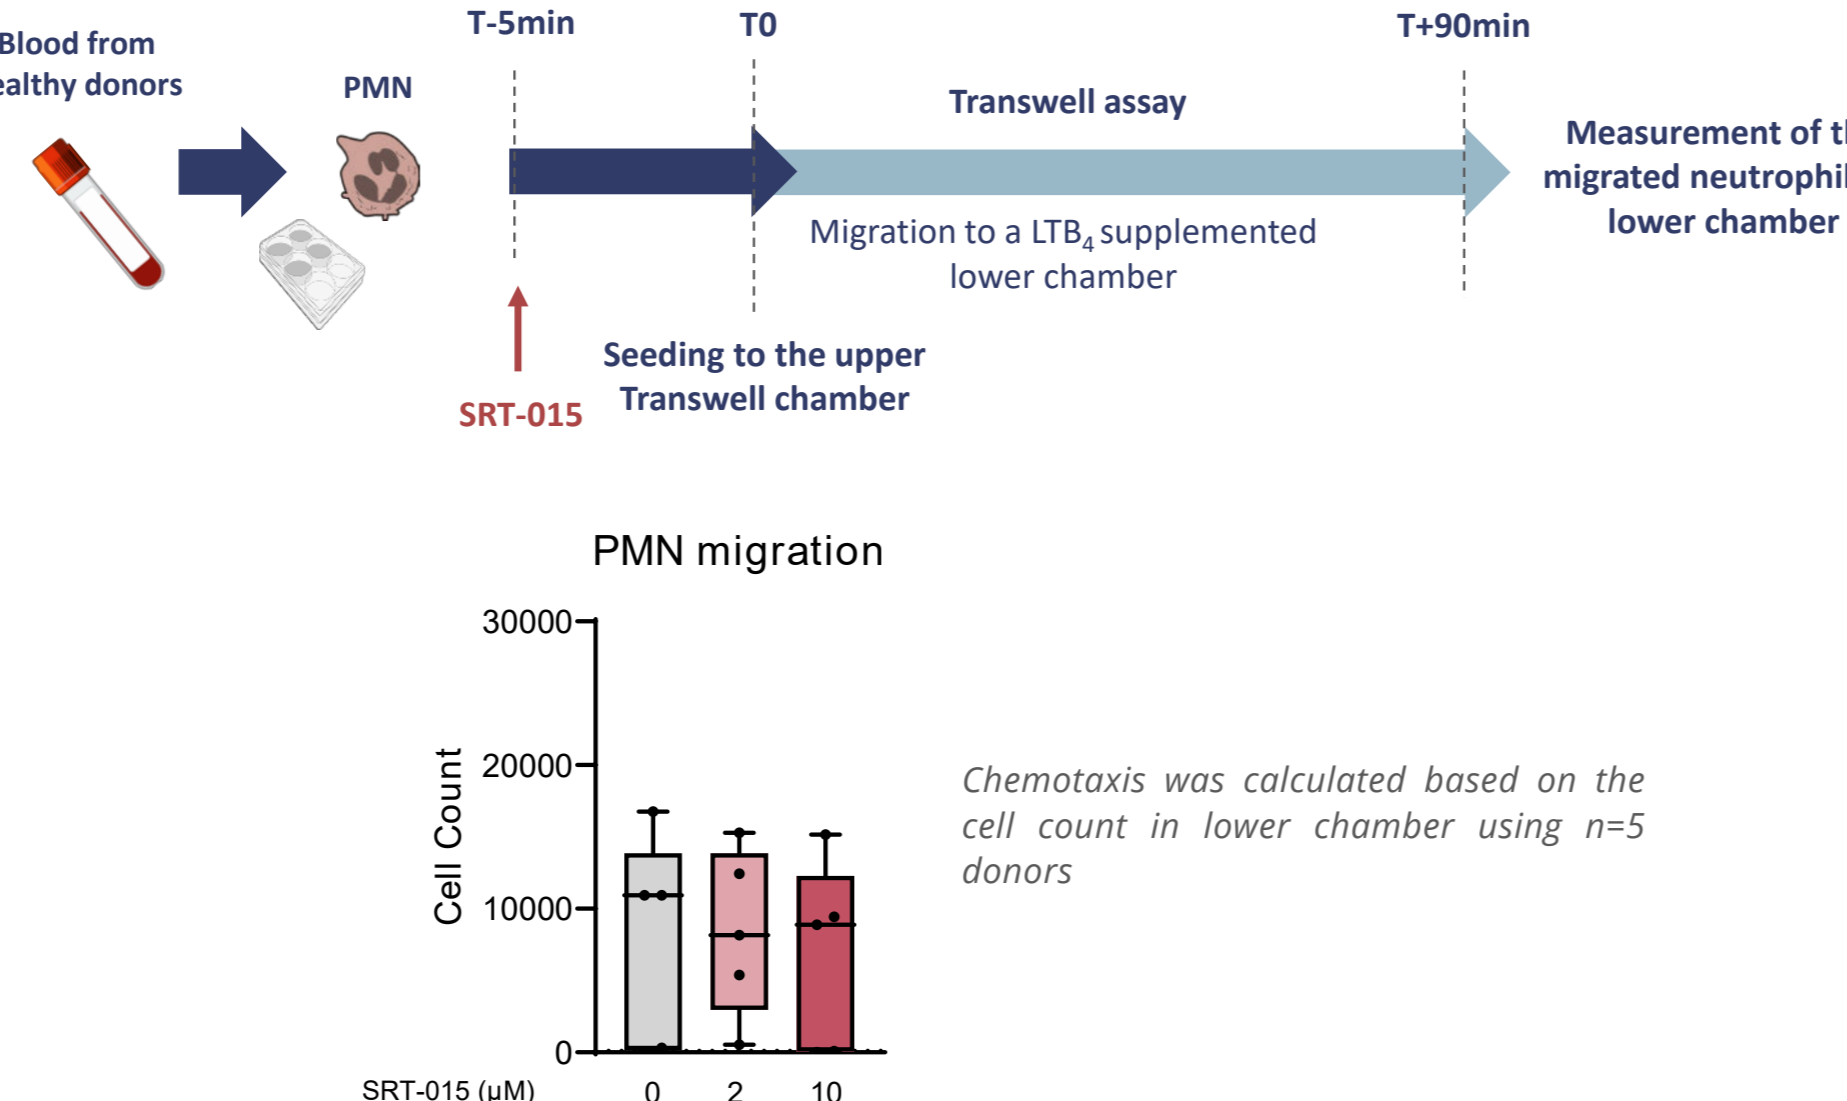 T-5min
T0
T+90min
Blood from
ealthy donors
PMN
Transwell assay
Measurement of t
migrated neutrophil
lower chamber
Migration to a LTB₄ supplemented
lower chamber
Seeding to the upper
Transwell chamber
SRT-015
PMN migration
30000
20000
10000
0
Cell Count
Chemotaxis was calculated based on the
cell count in lower chamber using n=5
donors
SRT-015 (µM) 0 2 10